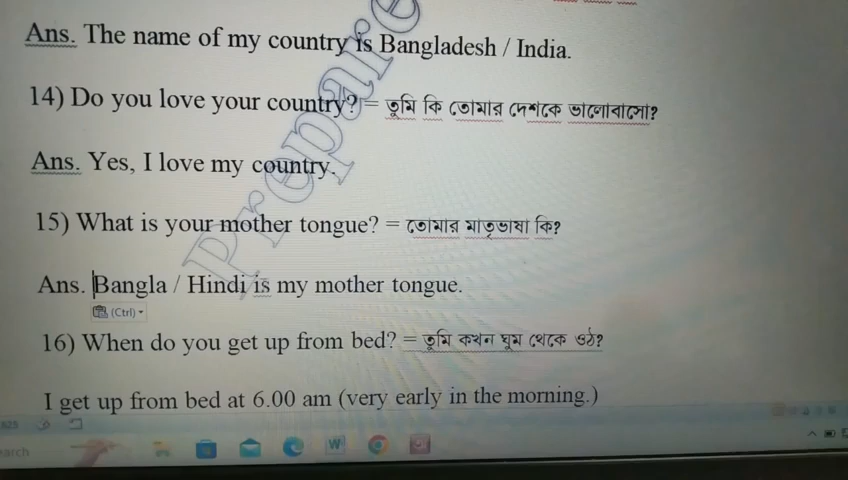 Ans. The name of my country is Bangladesh / India.
14) Do you love your country? = তুমি কি তোমার দেশকে ভালোবাসো?
Ans. Yes, I love my country.
15) What is your mother tongue? = তোমার মাতৃভাষা কি?
Ans. Bangla / Hindi is my mother tongue.
(Ctrl)
16) When do you get up from bed? = তুমি কখন ঘুম থেকে ওঠ?
I get up from bed at 6.00 am (very early in the morning.)
Prepare
earch